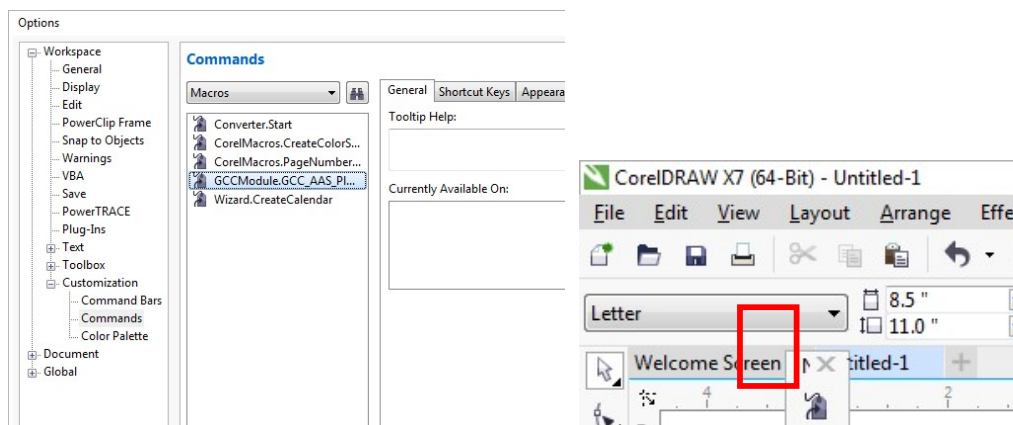 Options
Workspace
General
Display
Edit
PowerClip Frame
Snap to Objects
Warnings
VBA
Save
PowerTRACE
Plug-Ins
Text
Toolbox
Customization
Command Bars
Commands
Color Palette
Document
Global
Commands
Macros
Converter.Start
CorelMacros.CreateColorS...
CorelMacros.PageNumber...
GCCModule.GCC_AAS_Pl...
Wizard.CreateCalendar
General Shortcut Keys Appeara
Tooltip Help:
Currently Available On:
CorelDRAW X7 (64-Bit) - Untitled-1
File Edit View Layout Arrange Effe
Letter
8.5 "
11.0 "
Welcome Screen titled-1
4 2